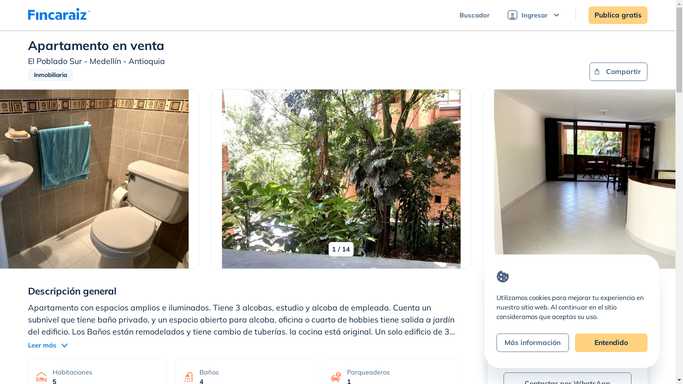 Fincaraiz
Buscador
Ingresar
Publica gratis
Apartamento en venta
El Poblado Sur - Medellín - Antioquia
Inmobiliaria
Compartir
1 / 14
Descripción general
Apartamento con espacios amplios e iluminados. Tiene 3 alcobas, estudio y alcoba de empleada. Cuenta un
subnivel que tiene baño privado, y un espacio abierto para alcoba, oficina o cuarto de hobbies tiene salida a jardín
del edificio. Los Baños están remodelados y tiene cambio de tuberías. la cocina está original. Un solo edificio de 3...
Leer más
Habitaciones
5
Baños
4
Parqueaderos
1
Utilizamos cookies para mejorar tu experiencia en
nuestro sitio web. Al continuar en el sitio
consideramos que aceptas su uso.
Más información
Entendido
Contactar por WhatsApp